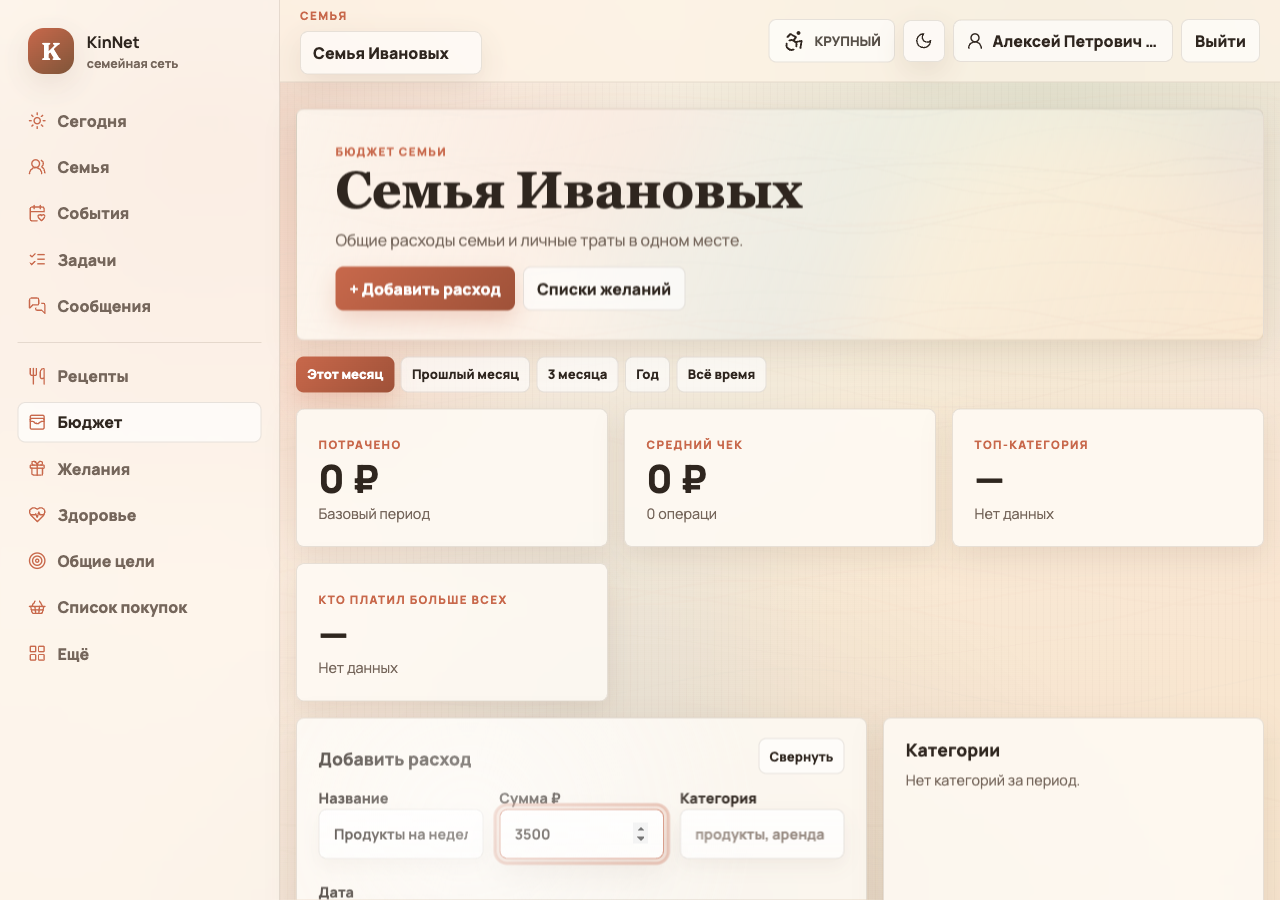 K
KinNet
семейная сеть
Сегодня
Семья
События
Задачи
Сообщения
Рецепты
Бюджет
Желания
Здоровье
Общие цели
Список покупок
Ещё
СЕМЬЯ
Семья Ивановых
КРУПНЫЙ
Алексей Петрович ...
Выйти
БЮДЖЕТ СЕМЬИ
Семья Ивановых
Общие расходы семьи и личные траты в одном месте.
+ Добавить расход
Списки желаний
Этот месяц
Прошлый месяц
3 месяца
Год
Всё время
ПОТРАЧЕНО
0 ₽
Базовый период
СРЕДНИЙ ЧЕК
0 ₽
0 операци
ТОП-КАТЕГОРИЯ
—
Нет данных
КТО ПЛАТИЛ БОЛЬШЕ ВСЕХ
—
Нет данных
Добавить расход
Свернуть
Название
Сумма ₽
Категория
Продукты на недел
3500
продукты, аренда
Дата
Категории
Нет категорий за период.